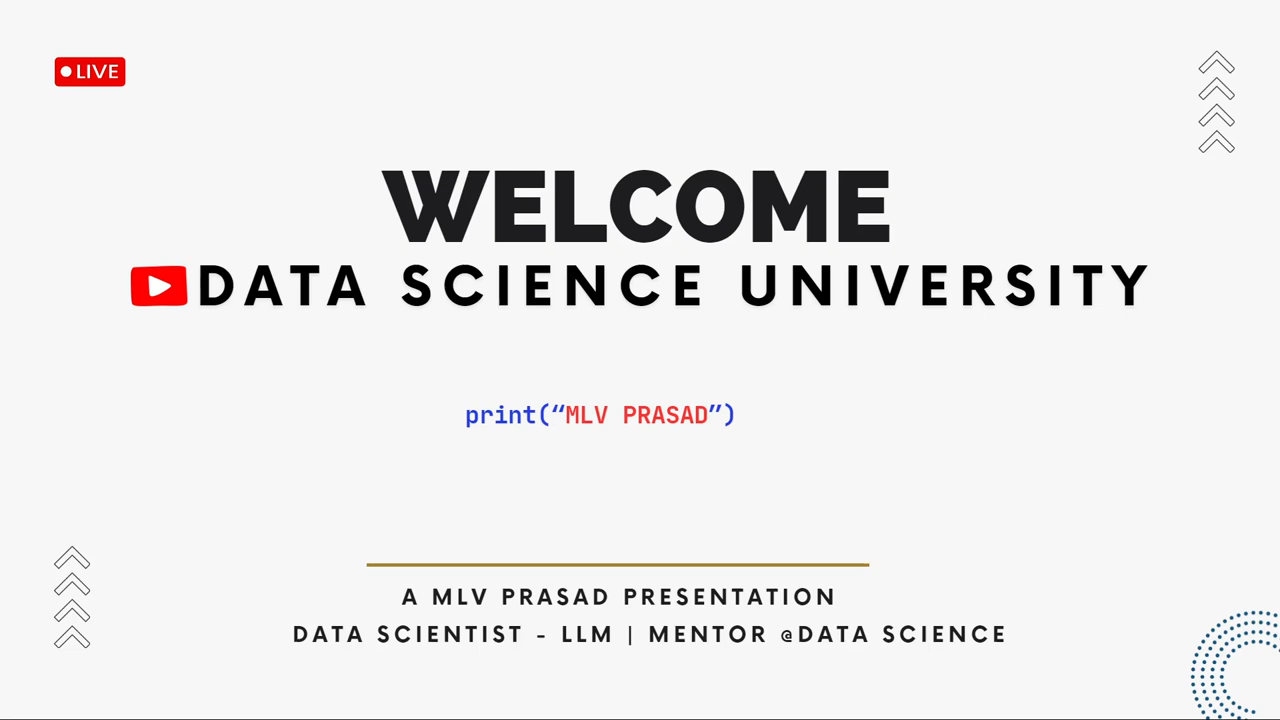 LIVE
WELCOME
DATA SCIENCE UNIVERSITY
print(“MLV PRASAD”)
A MLV PRASAD PRESENTATION
DATA SCIENTIST - LLM | MENTOR @DATA SCIENCE